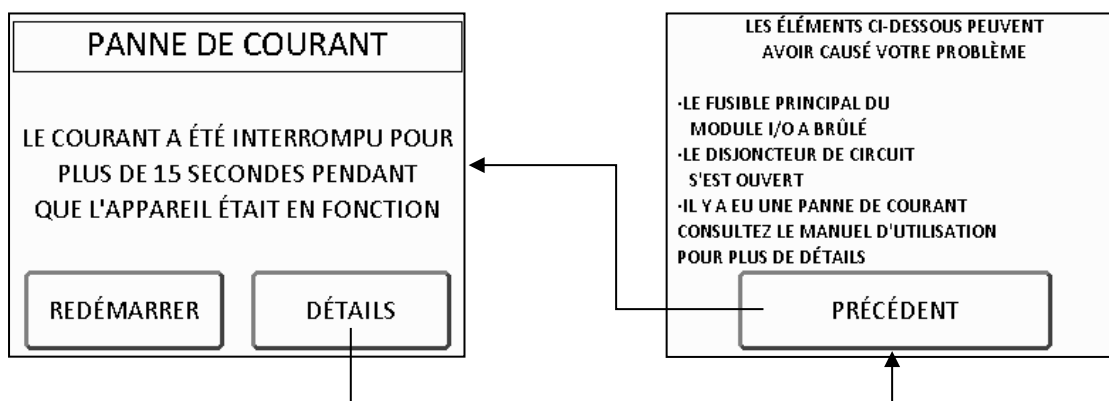 PANNE DE COURANT
LE COURANT A ÉTÉ INTERROMPU POUR
PLUS DE 15 SECONDES PENDANT
QUE L'APPAREIL ÉTAIT EN FONCTION
REDÉMARRER
DÉTAILS
LES ÉLÉMENTS CI-DESSOUS PEUVENT
AVOIR CAUSÉ VOTRE PROBLÈME
·LE FUSIBLE PRINCIPAL DU
MODULE I/O A BRÛLÉ
·LE DISJONCTEUR DE CIRCUIT
S'EST OUVERT
·IL Y A EU UNE PANNE DE COURANT
CONSULTEZ LE MANUEL D'UTILISATION
POUR PLUS DE DÉTAILS
PRÉCÉDENT